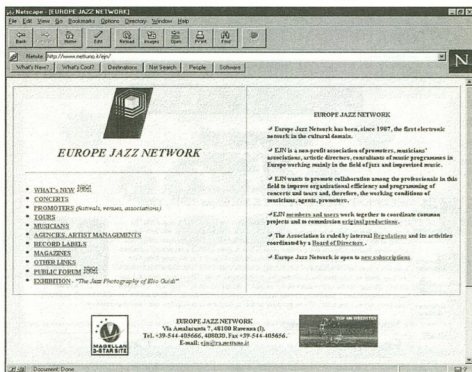 Netscape - [EUROPE JAZZ NETWORK]
File Edit View Go Bookmarks Options Directory Window Help
Back Home Edit Reload Images Open Print Find
Netsite: http://www.nettuno.it/ejn/
What's New? What's Cool? Destinations Net Search People Software
EUROPE JAZZ NETWORK
WHAT's NEW
CONCERTS
PROMOTERS (festivals, venues, associations)
TOURS
MUSICIANS
AGENCIES, ARTIST MANAGEMENTS
RECORD LABELS
MAGAZINES
OTHER LINKS
PUBLIC FORUM
EXHIBITION - "The Jazz Photography of Elio Guidi"
EUROPE JAZZ NETWORK
Europe Jazz Network has been, since 1987, the first electronic
network in the cultural domain.
EJN is a non-profit association of promoters, musicians'
associations, artistic directors, consultants of music programmes in
Europe working mainly in the field of jazz and improvised music.
EJN wants to promote collaboration among the professionals in this
field to improve organizational efficiency and programming of
concerts and tours and, therefore, the working conditions of
musicians, agents, promoters.
EJN members and users work together to coordinate common
projects and to commission original productions.
The Association is ruled by internal Regulations and its activities
coordinated by a Board of Directors .
Europe Jazz Network is open to new subscriptions.
MAGELLAN
3-STAR SITE
EUROPE JAZZ NETWORK
Via Amalasunta 7, 48100 Ravenna (I).
Tel. +39-544-405666, 408030. Fax +39-544-405656.
E-mail: ejn@ra.nettuno.it
Document: Done